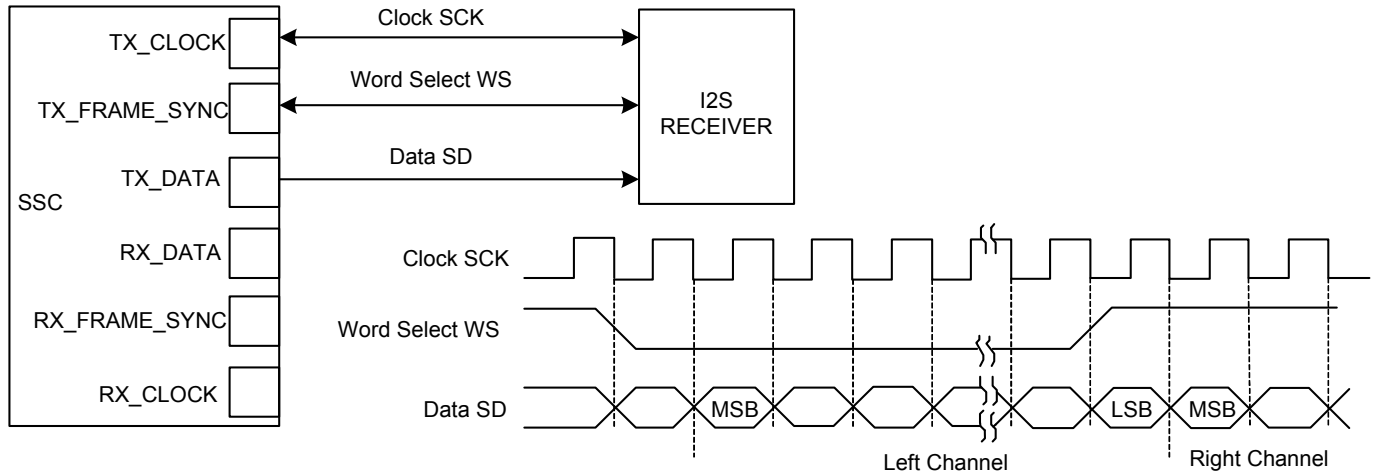 Clock SCK
TX_CLOCK
Word Select WS
TX_FRAME_SYNC
I2S
RECEIVER
Data SD
TX_DATA
SSC
RX_DATA
Clock SCK
RX_FRAME_SYNC
Word Select WS
RX_CLOCK
Data SD
MSB
LSB
MSB
Left Channel
Right Channel